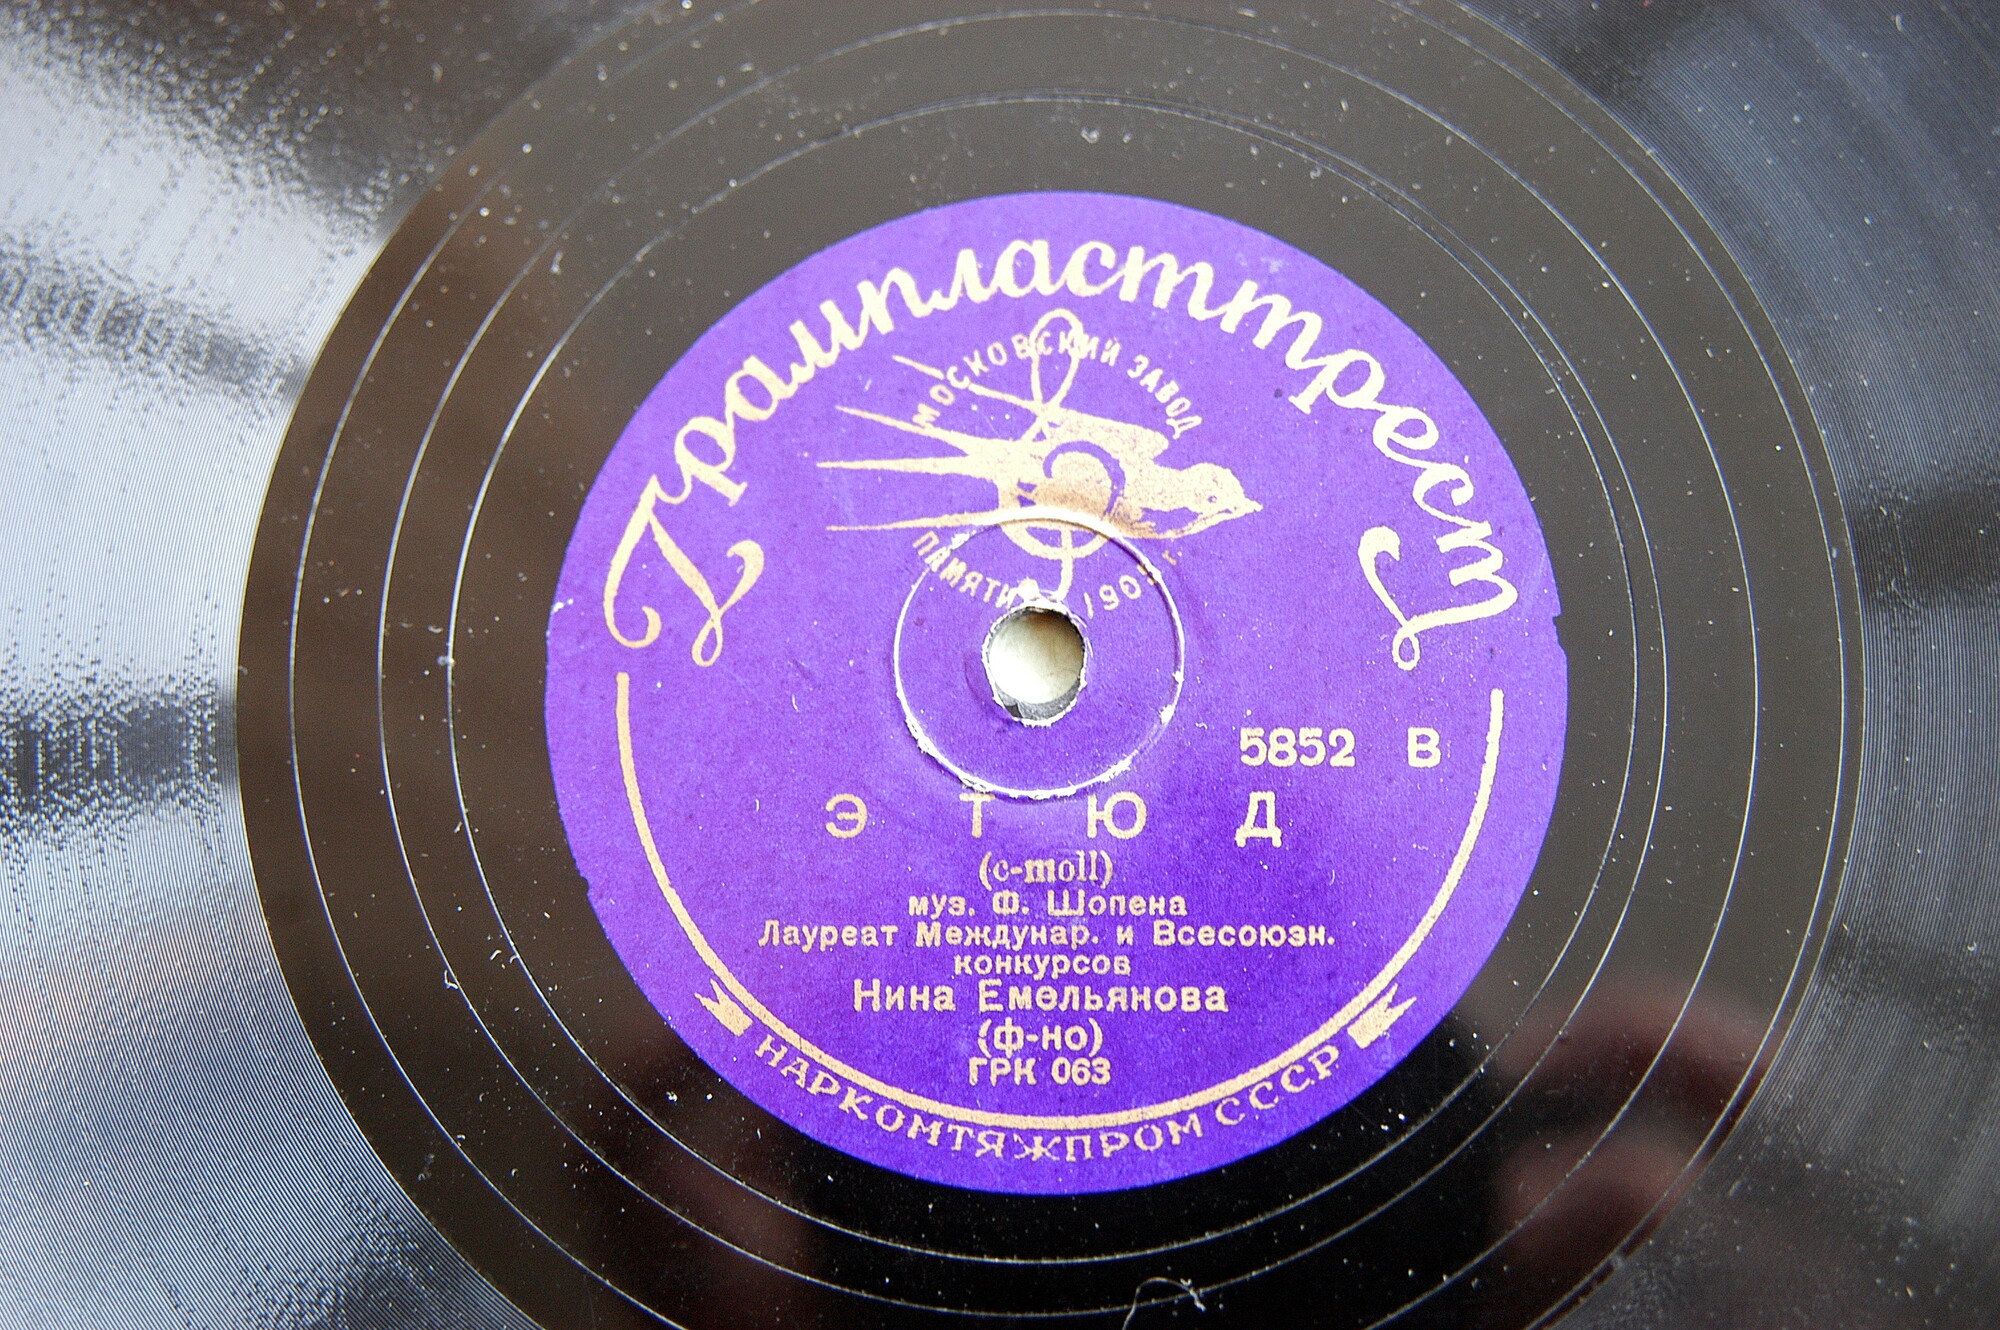 Грампласттрест
МОСКОВСКИЙ ЗАВОД
ПАМЯТИ
5852 В
ЭТЮД
(c-moll)
муз. Ф. Шопена
Лауреат Междунар. и Всесоюзн.
конкурсов
Нина Емельянова
(ф-но)
ГРК 063
НАРКОМТЯЖПРОМ СССР